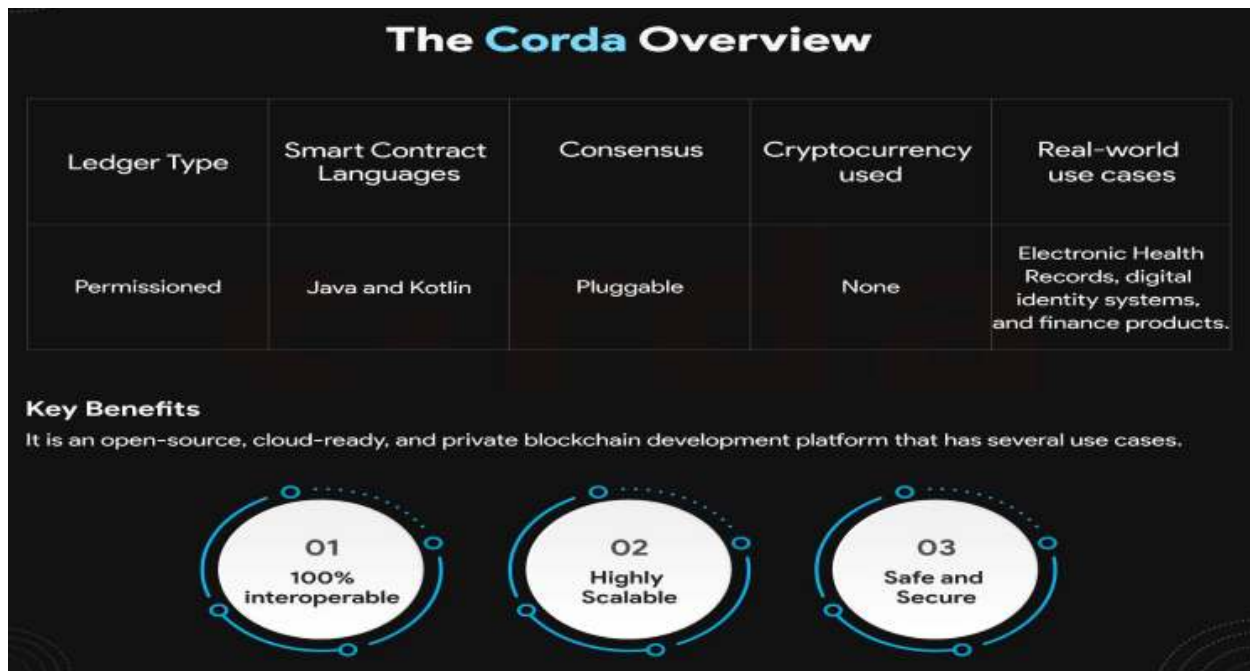 The Corda Overview
Ledger Type
Smart Contract
Languages
Consensus
Cryptocurrency
used
Real-world
use cases
Permissioned
Java and Kotlin
Pluggable
None
Electronic Health
Records, digital
identity systems,
and finance products.
Key Benefits
It is an open-source, cloud-ready, and private blockchain development platform that has several use cases.
01
100%
interoperable
02
Highly
Scalable
03
Safe and
Secure